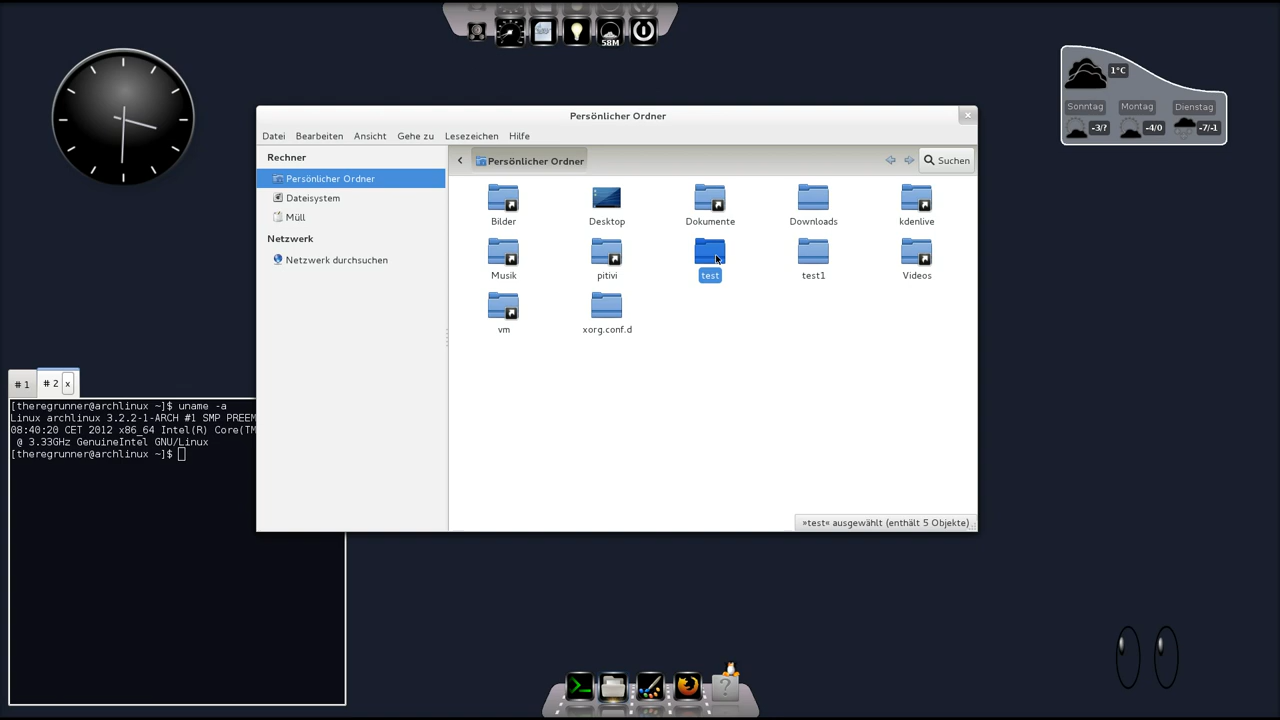 58M
1°C
Sonntag Montag Dienstag
-3/? -4/0 -7/-1
Persönlicher Ordner
Datei Bearbeiten Ansicht Gehe zu Lesezeichen Hilfe
Rechner
Persönlicher Ordner
Dateisystem
Müll
Netzwerk
Netzwerk durchsuchen
Persönlicher Ordner
Suchen
Bilder Desktop Dokumente Downloads kdenlive
Musik pitivi test test1 Videos
vm xorg.conf.d
»test« ausgewählt (enthält 5 Objekte)
# 1 # 2 x
[theregrunner@archlinux ~]$ uname -a
Linux archlinux 3.2.2-1-ARCH #1 SMP PREEM
08:40:20 CET 2012 x86_64 Intel(R) Core(TM
@ 3.33GHz GenuineIntel GNU/Linux
[theregrunner@archlinux ~]$